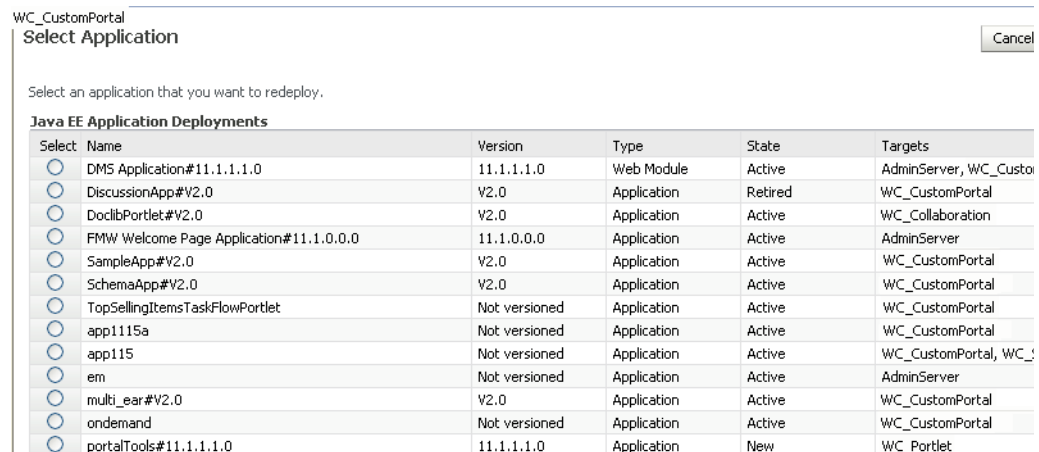 WC_CustomPortal
Select Application
Cancel
Select an application that you want to redeploy.
Java EE Application Deployments
Select Name Version Type State Targets
DMS Application#11.1.1.1.0 11.1.1.1.0 Web Module Active AdminServer, WC_Custo
DiscussionApp#V2.0 V2.0 Application Retired WC_CustomPortal
DoclibPortlet#V2.0 V2.0 Application Active WC_Collaboration
FMW Welcome Page Application#11.1.0.0.0 11.1.0.0.0 Application Active AdminServer
SampleApp#V2.0 V2.0 Application Active WC_CustomPortal
SchemaApp#V2.0 V2.0 Application Active WC_CustomPortal
TopSellingItemsTaskFlowPortlet Not versioned Application Active WC_CustomPortal
app1115a Not versioned Application Active WC_CustomPortal
app115 Not versioned Application Active WC_CustomPortal, WC_
em Not versioned Application Active AdminServer
multi_ear#V2.0 V2.0 Application Active WC_CustomPortal
ondemand Not versioned Application Active WC_CustomPortal
portalTools#11.1.1.1.0 11.1.1.1.0 Application New WC_Portlet